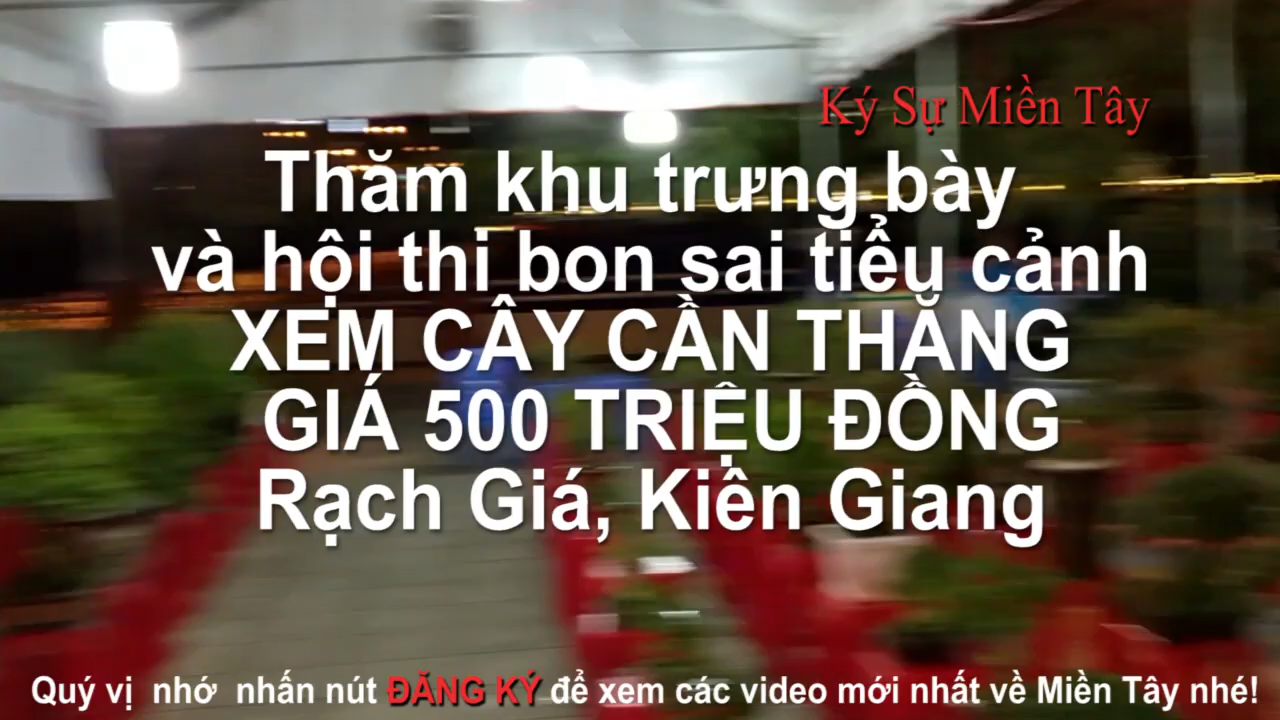 Ký Sự Miền Tây
Thăm khu trưng bày
và hội thi bon sai tiểu cảnh
XEM CÂY CẦN THĂNG
GIÁ 500 TRIỆU ĐỒNG
Rạch Giá, Kiên Giang
Quý vị nhớ nhấn nút ĐĂNG KÝ để xem các video mới nhất về Miền Tây nhé!